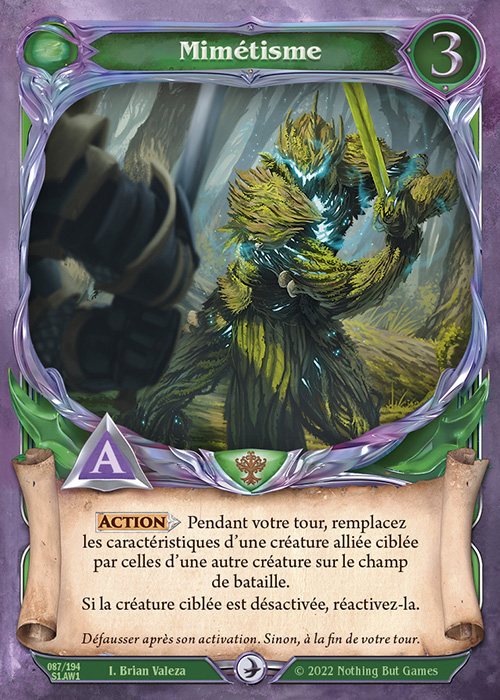 Mimétisme
3
A
ACTION Pendant votre tour, remplacez
les caractéristiques d'une créature alliée ciblée
par celles d'une autre créature sur le champ
de bataille.
Si la créature ciblée est désactivée, réactivez-la.
Défausser après son activation. Sinon, à la fin de votre tour.
087/194
S1.AW1
I. Brian Valeza
© 2022 Nothing But Games